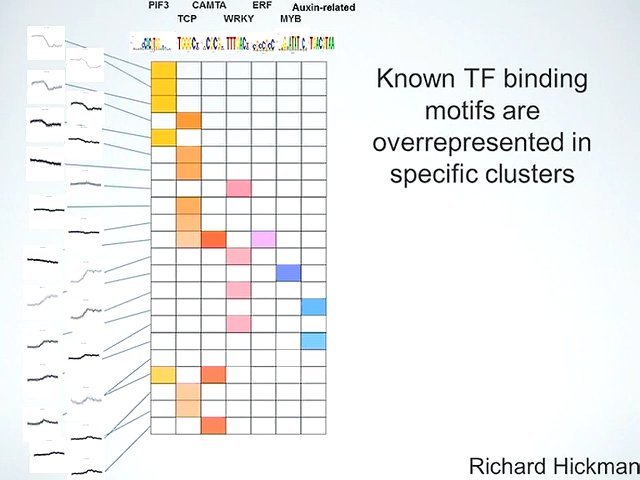 PIF3 CAMTA ERF Auxin-related
TCP WRKY MYB
Known TF binding
motifs are
overrepresented in
specific clusters
Richard Hickman